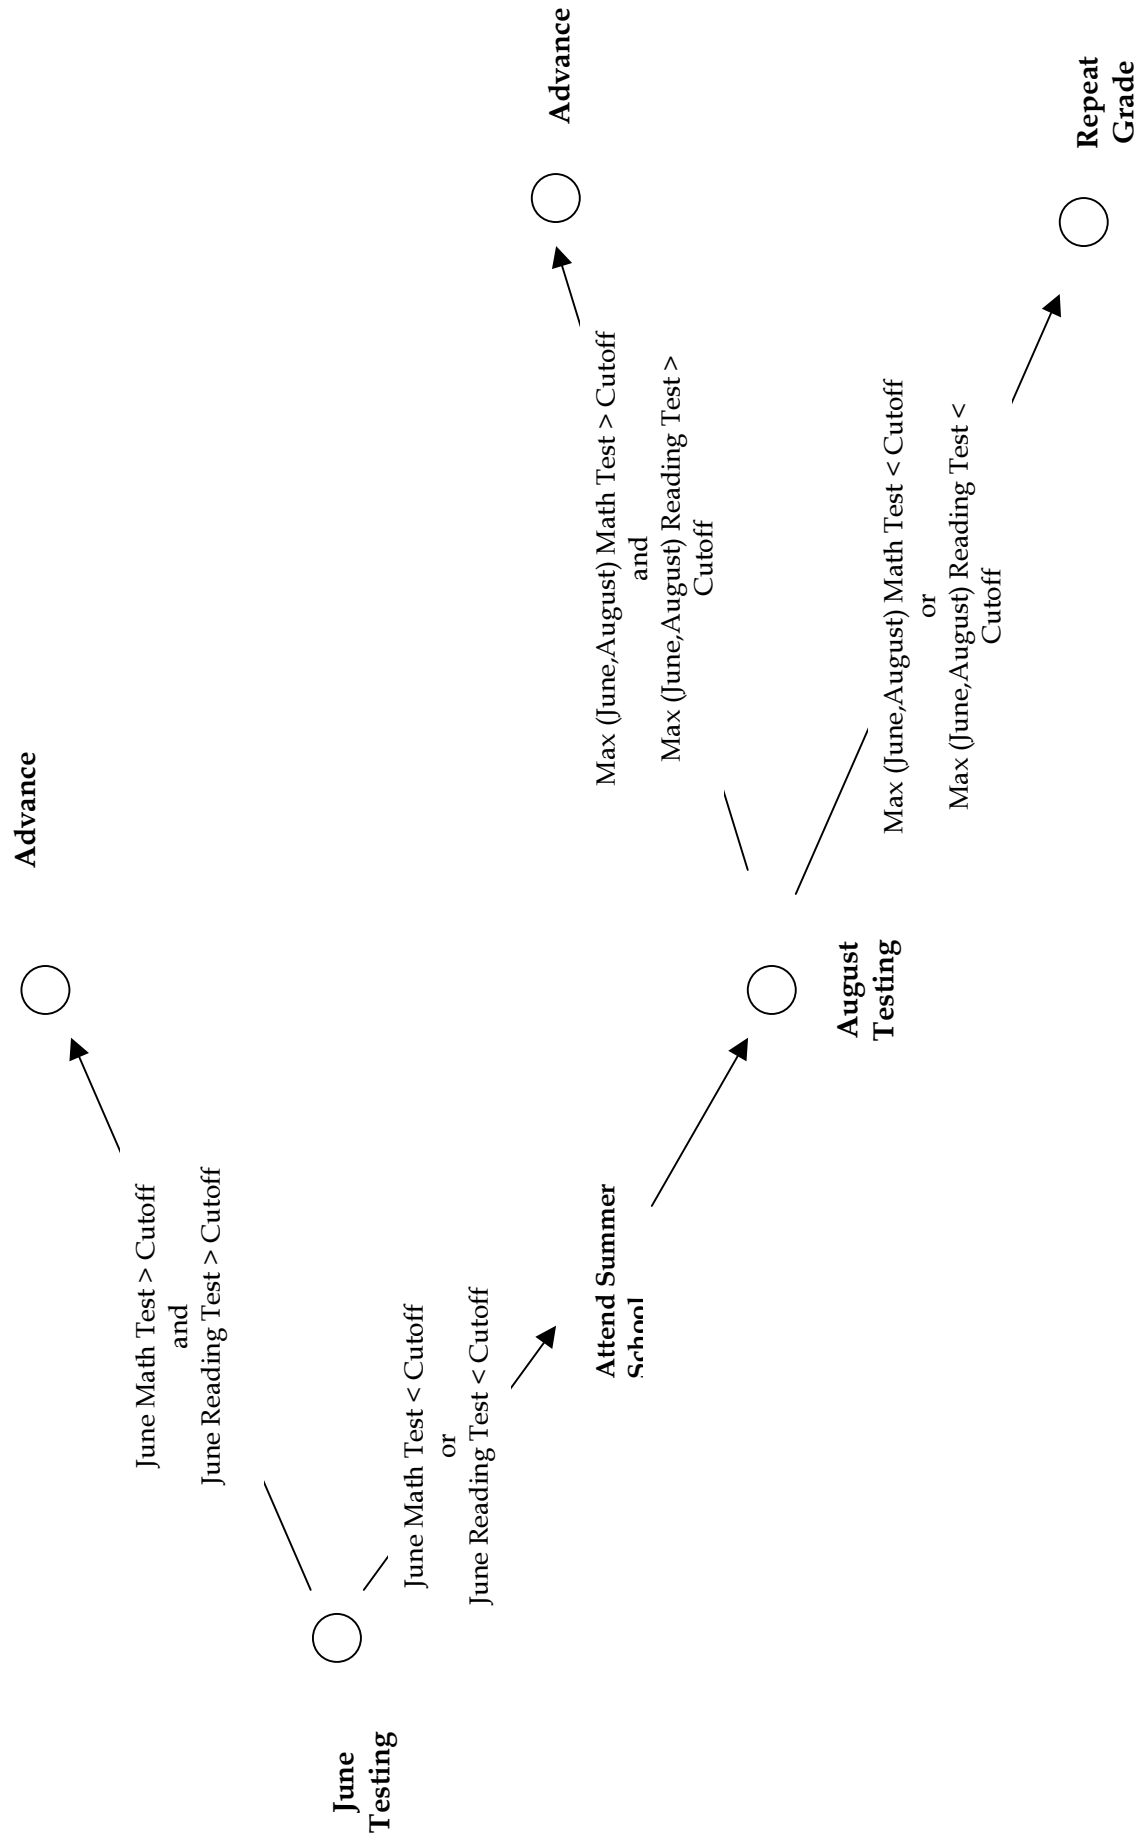 June
Testing
June Math Test > Cutoff
and
June Reading Test > Cutoff
Advance
June Math Test < Cutoff
or
June Reading Test < Cutoff
Attend Summer
School
August
Testing
Max (June,August) Math Test > Cutoff
and
Max (June,August) Reading Test >
Cutoff
Advance
Max (June,August) Math Test < Cutoff
or
Max (June,August) Reading Test <
Cutoff
Repeat
Grade